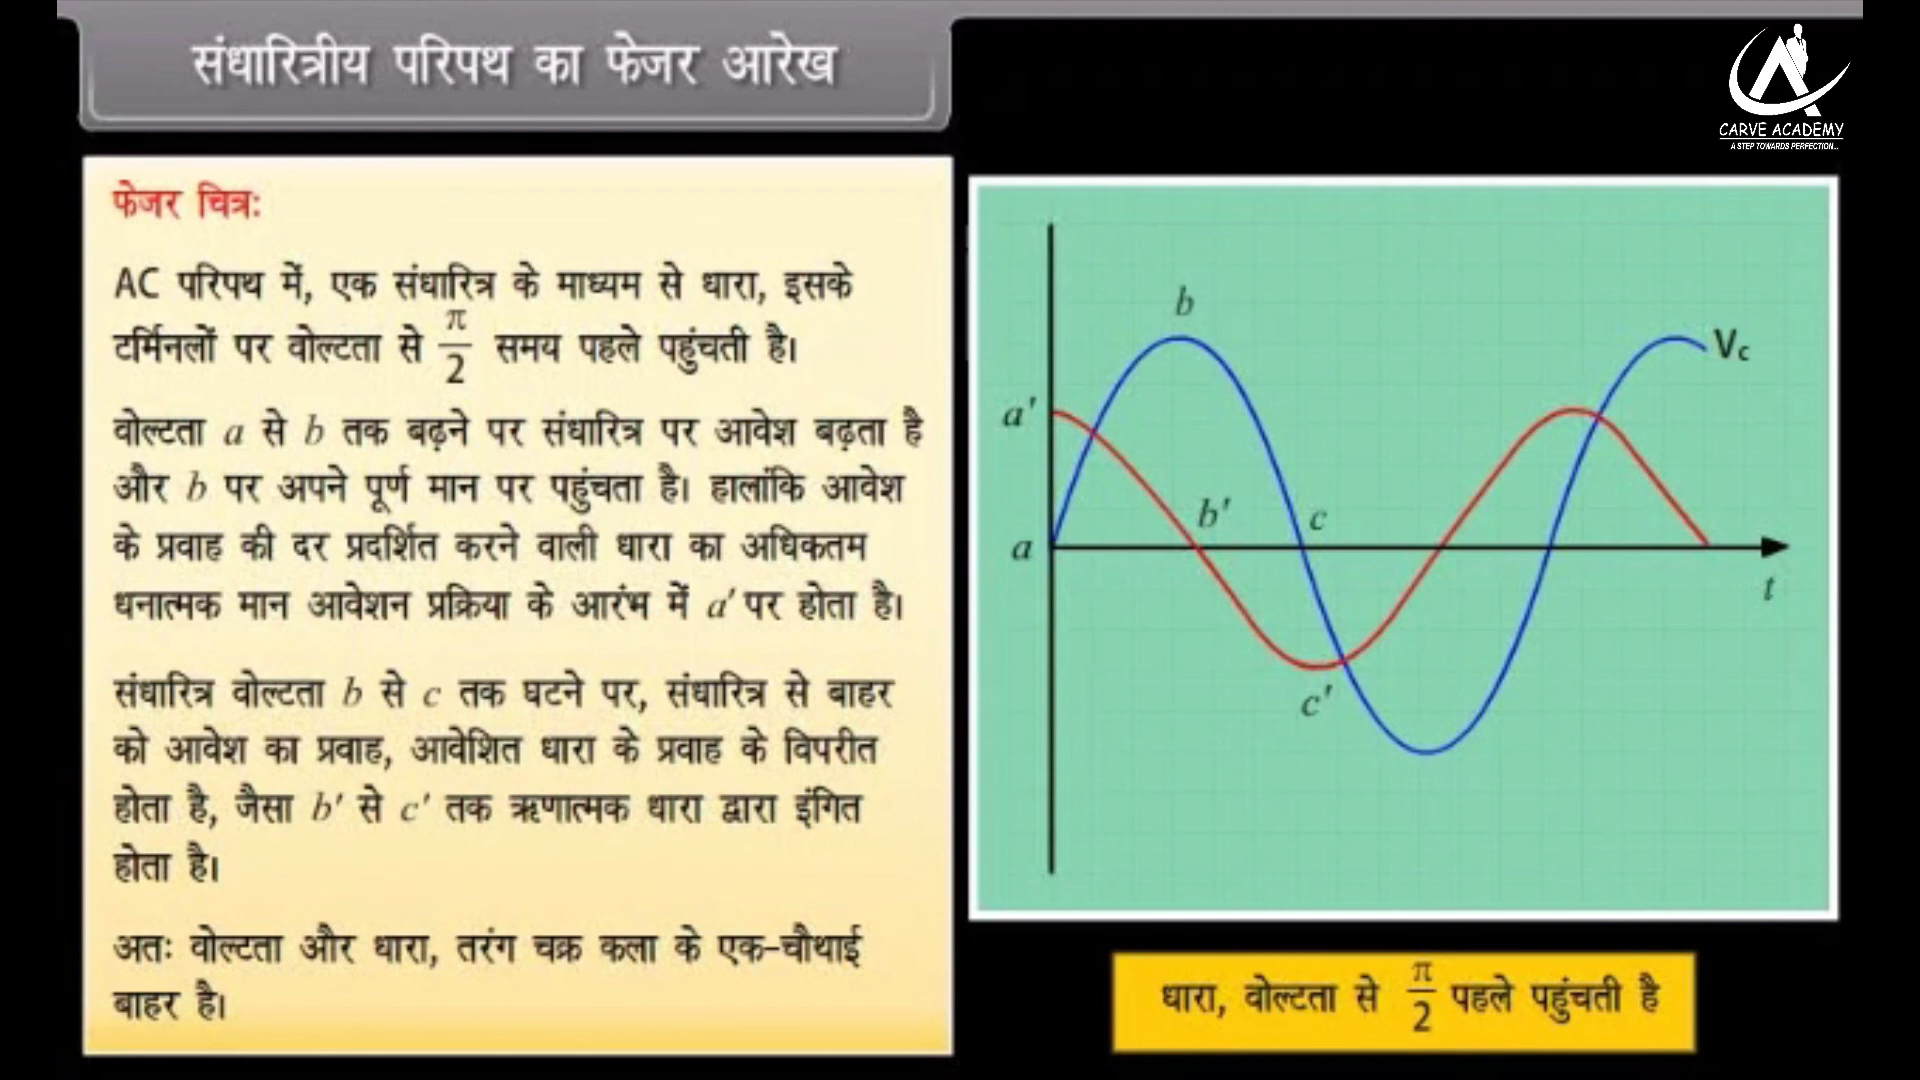 संधारित्रीय परिपथ का फेजर आरेख
CARVE ACADEMY
A STEP TOWARDS PERFECTION...
फेजर चित्रः
AC परिपथ में, एक संधारित्र के माध्यम से धारा, इसके
टर्मिनलों पर वोल्टता से π/2 समय पहले पहुंचती है।
वोल्टता a से b तक बढ़ने पर संधारित्र पर आवेश बढ़ता है
और b पर अपने पूर्ण मान पर पहुंचता है। हालांकि आवेश
के प्रवाह की दर प्रदर्शित करने वाली धारा का अधिकतम
धनात्मक मान आवेशन प्रक्रिया के आरंभ में a' पर होता है।
संधारित्र वोल्टता b से c तक घटने पर, संधारित्र से बाहर
को आवेश का प्रवाह, आवेशित धारा के प्रवाह के विपरीत
होता है, जैसा b' से c' तक ऋणात्मक धारा द्वारा इंगित
होता है।
अतः वोल्टता और धारा, तरंग चक्र कला के एक-चौथाई
बाहर है।
b
Vc
a'
b'
c
a
t
c'
धारा, वोल्टता से π/2 पहले पहुंचती है